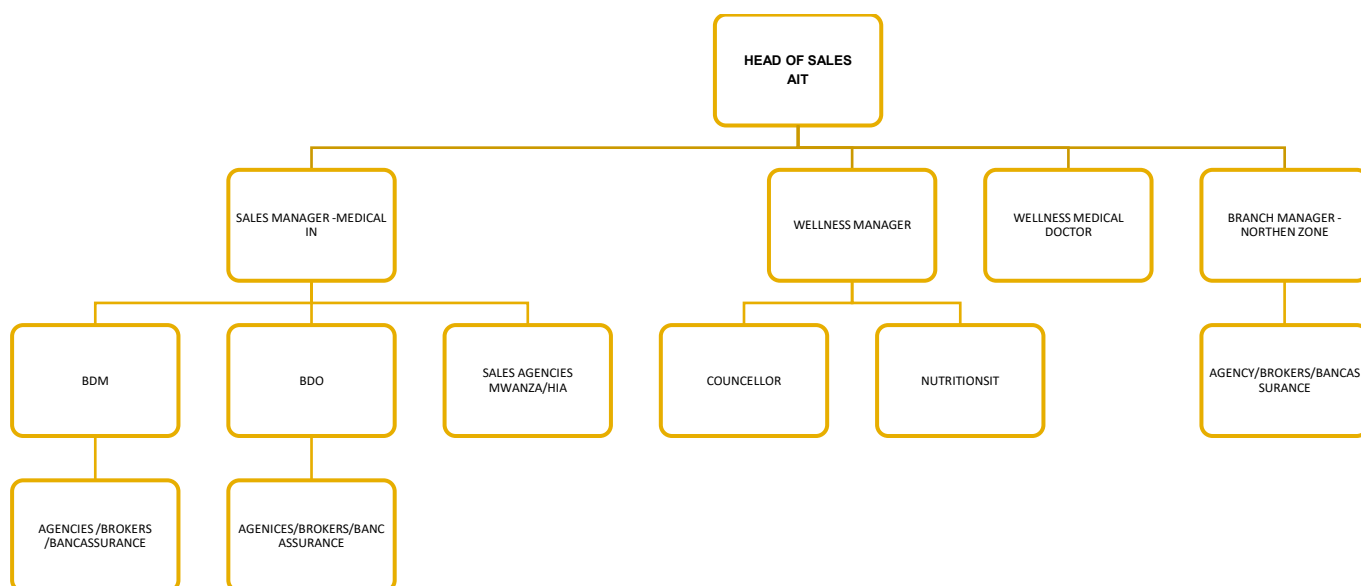 HEAD OF SALES
AIT
SALES MANAGER -MEDICAL
IN
WELLNESS MANAGER
WELLNESS MEDICAL
DOCTOR
BRANCH MANAGER -
NORTHEN ZONE
BDM
BDO
SALES AGENCIES
MWANZA/HIA
COUNCELLOR
NUTRITIONSIT
AGENCY/BROKERS/BANCAS
SURANCE
AGENCIES /BROKERS
/BANCASSURANCE
AGENICES/BROKERS/BANC
ASSURANCE